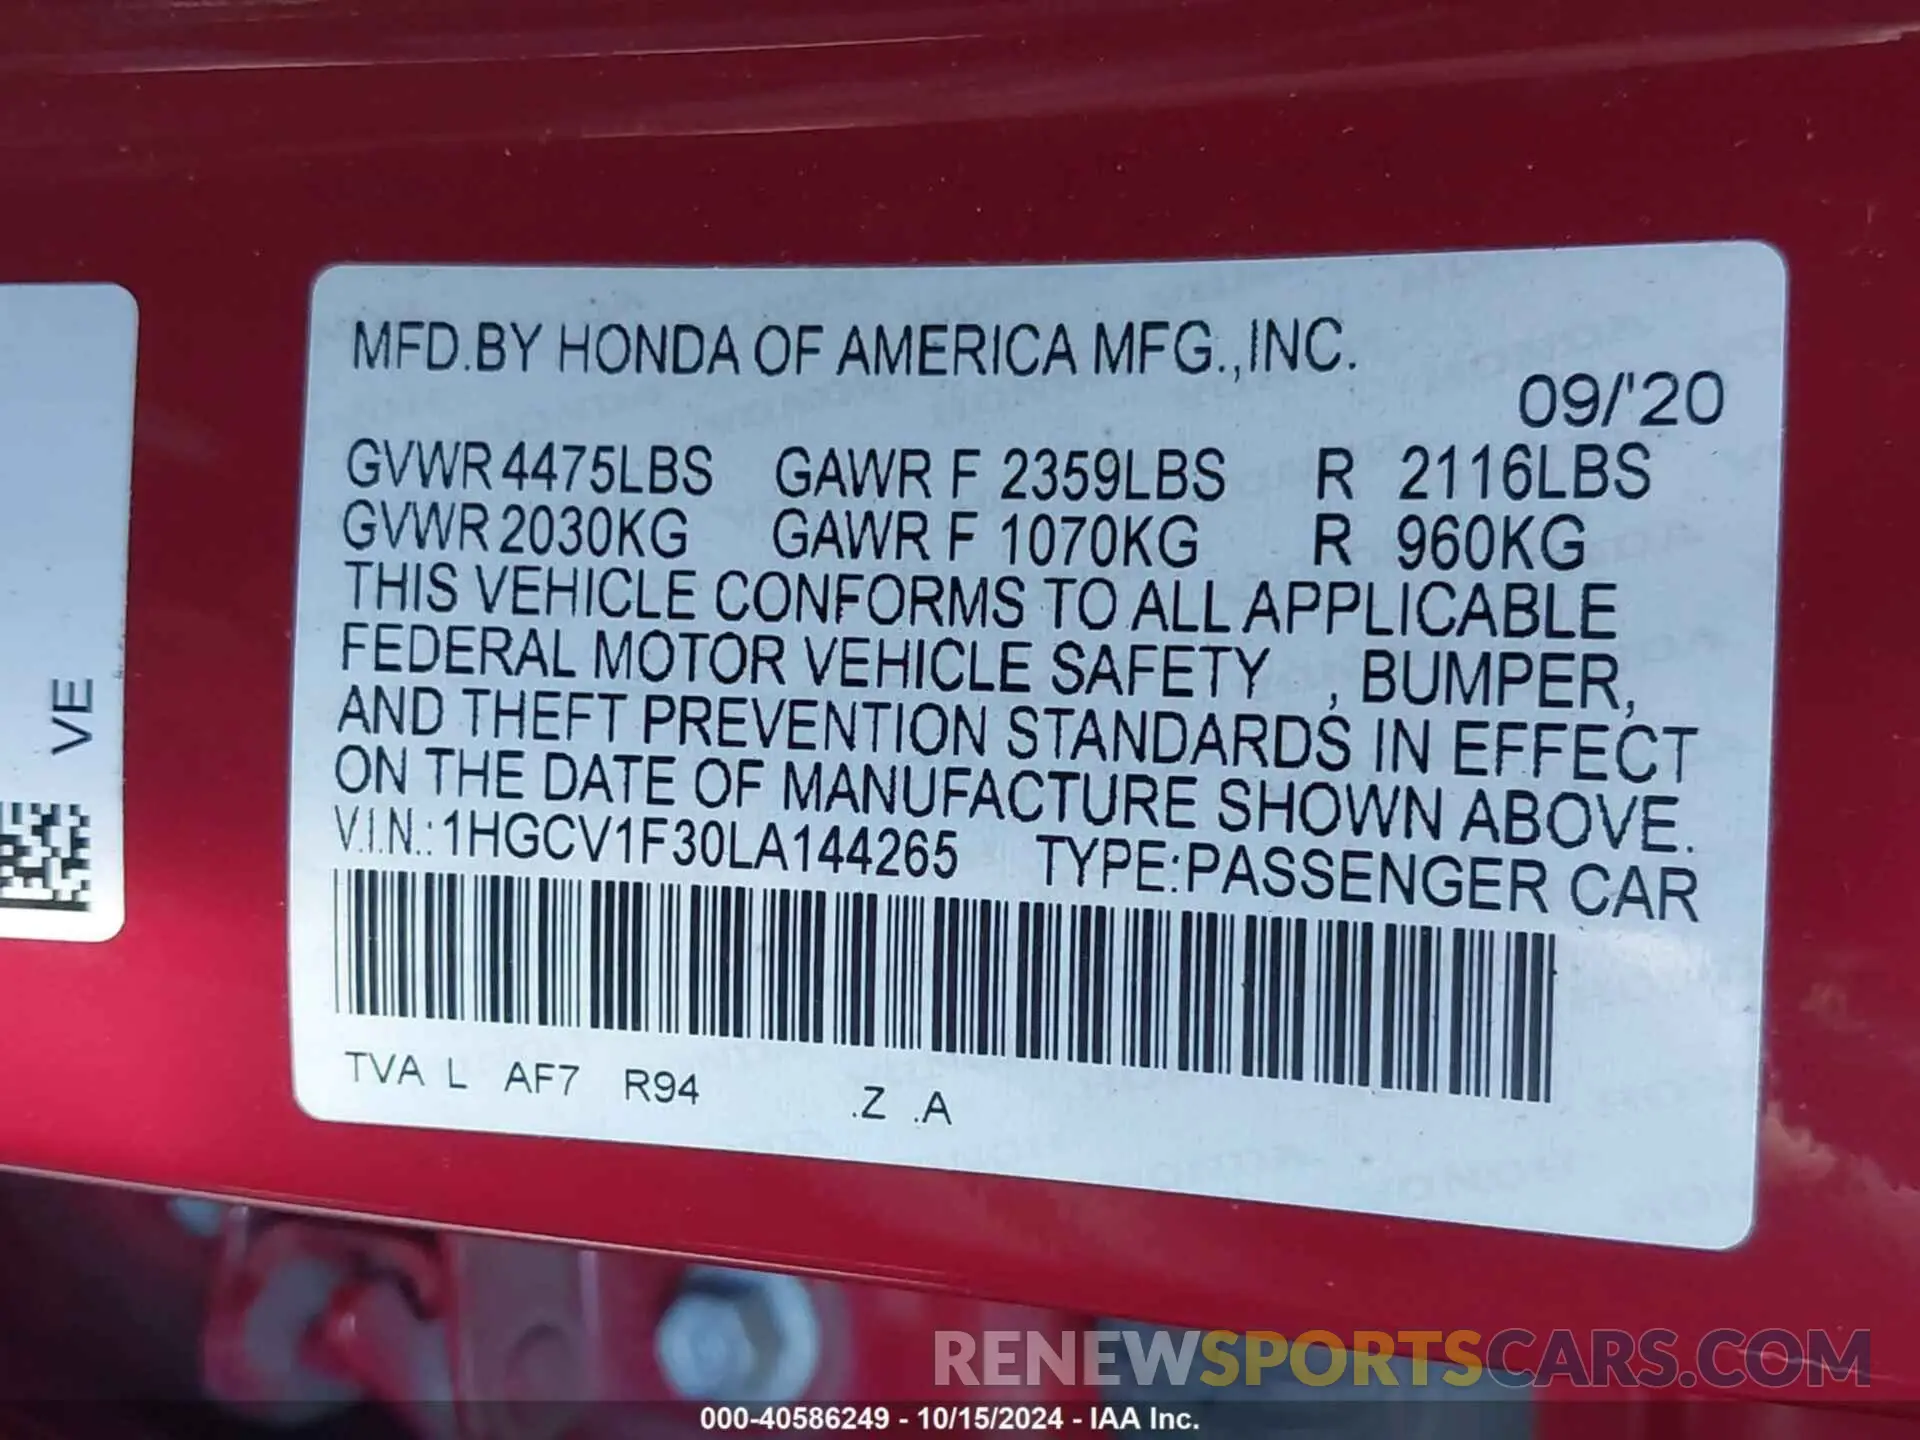 MFD.BY HONDA OF AMERICA MFG.,INC.
09/'20
GVWR 4475LBS GAWR F 2359LBS R 2116LBS
GVWR 2030KG GAWR F 1070KG R 960KG
THIS VEHICLE CONFORMS TO ALL APPLICABLE
FEDERAL MOTOR VEHICLE SAFETY , BUMPER,
AND THEFT PREVENTION STANDARDS IN EFFECT
ON THE DATE OF MANUFACTURE SHOWN ABOVE.
V.I.N.: 1HGCV1F30LA144265 TYPE:PASSENGER CAR
TVA L AF7 R94 .Z .A
VE
RENEWSPORTSCARS.COM
000-40586249 - 10/15/2024 - IAA Inc.